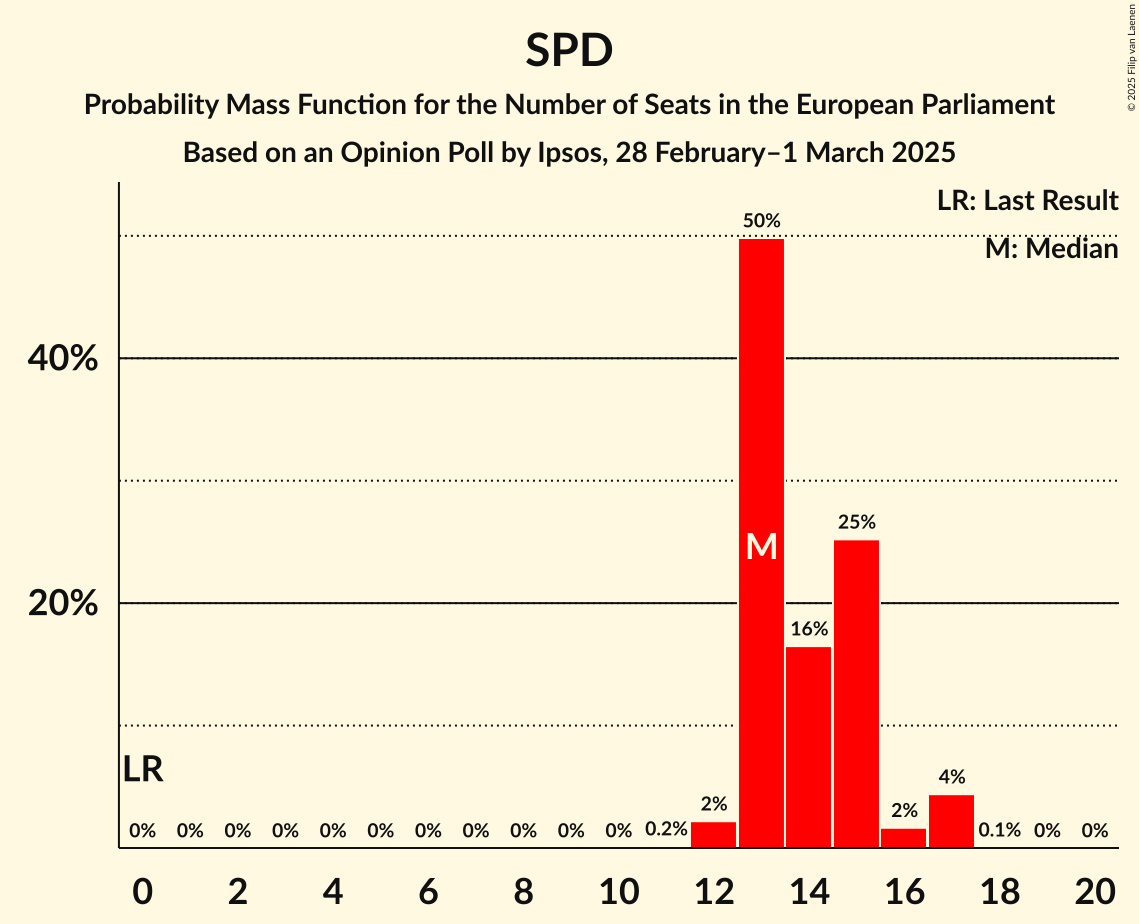 SPD
Probability Mass Function for the Number of Seats in the European Parliament
Based on an Opinion Poll by Ipsos, 28 February–1 March 2025
© 2025 Filip van Laenen
LR: Last Result
M: Median
50%
40%
25%
M
20%
16%
LR
4%
2%
2%
0% 0% 0% 0% 0% 0% 0% 0% 0% 0% 0% 0.2% 0.1% 0% 0%
0 2 4 6 8 10 12 14 16 18 20